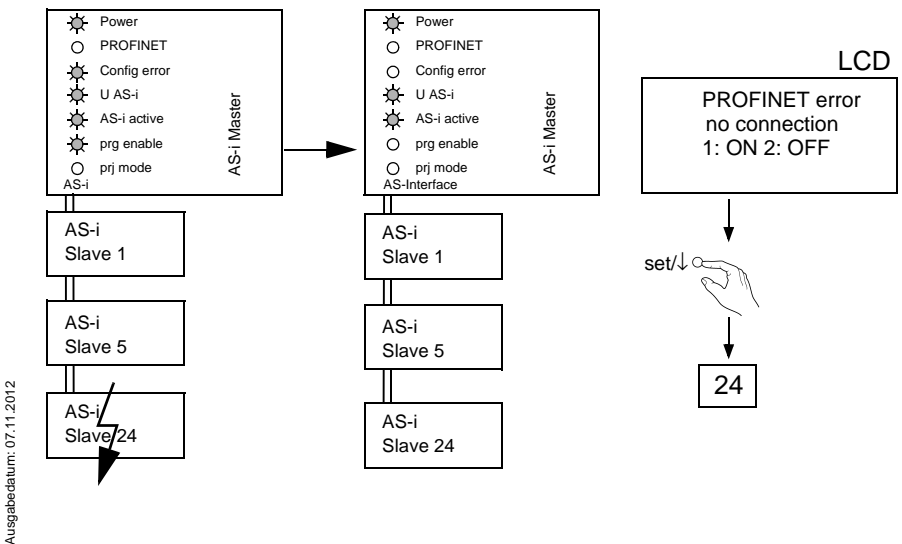 Power
PROFINET
Config error
U AS-i
AS-i active
prg enable
prj mode
AS-i
AS-i Master
AS-i
Slave 1
AS-i
Slave 5
AS-i
Slave 24
Power
PROFINET
Config error
U AS-i
AS-i active
prg enable
prj mode
AS-Interface
AS-i Master
AS-i
Slave 1
AS-i
Slave 5
AS-i
Slave 24
LCD
PROFINET error
no connection
1: ON 2: OFF
set/↓
24
Ausgabedatum: 07.11.2012